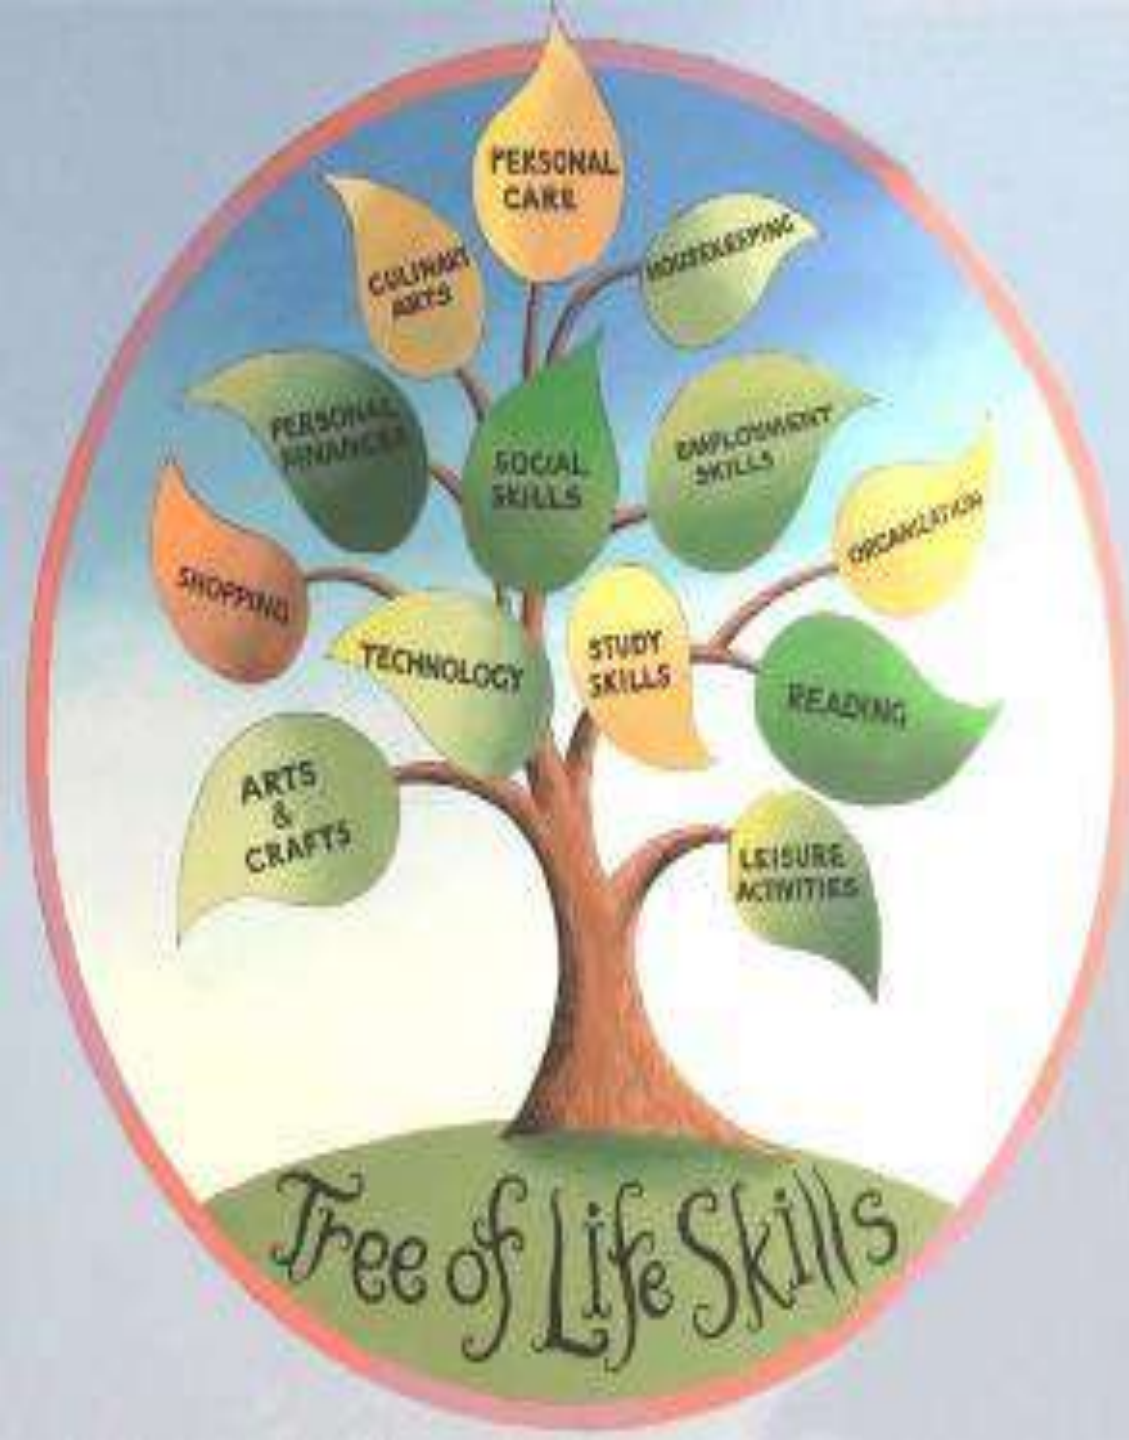 PERSONAL
CARE
CULINARY
ARTS
HOUSEKEEPING
PERSONAL
FINANCES
SOCIAL
SKILLS
EMPLOYMENT
SKILLS
ORGANIZATION
SHOPPING
TECHNOLOGY
STUDY
SKILLS
READING
ARTS
&
CRAFTS
LEISURE
ACTIVITIES
Tree of Life Skills